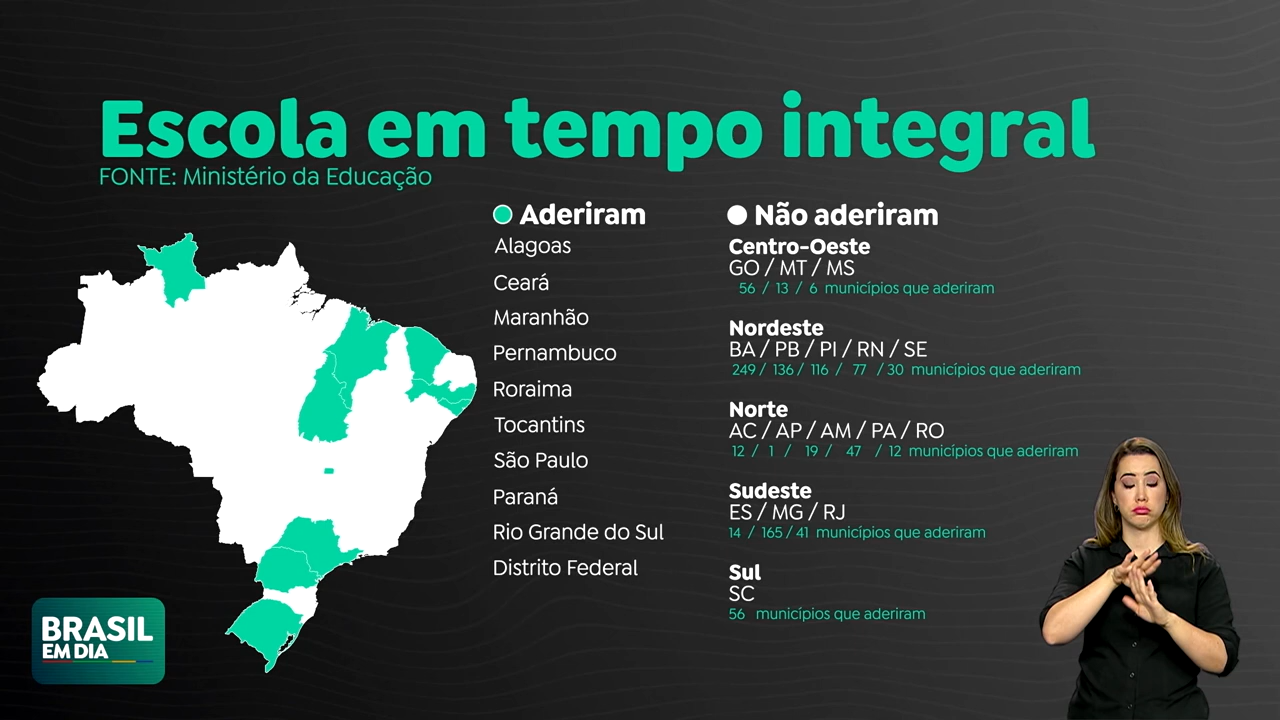 Escola em tempo integral
FONTE: Ministério da Educação
Aderiram
Alagoas
Ceará
Maranhão
Pernambuco
Roraima
Tocantins
São Paulo
Paraná
Rio Grande do Sul
Distrito Federal
Não aderiram
Centro-Oeste
GO / MT / MS
56 / 13 / 6 municípios que aderiram
Nordeste
BA / PB / PI / RN / SE
249 / 136 / 116 / 77 / 30 municípios que aderiram
Norte
AC / AP / AM / PA / RO
12 / 1 / 19 / 47 / 12 municípios que aderiram
Sudeste
ES / MG / RJ
14 / 165 / 41 municípios que aderiram
Sul
SC
56 municípios que aderiram
BRASIL
EM DIA